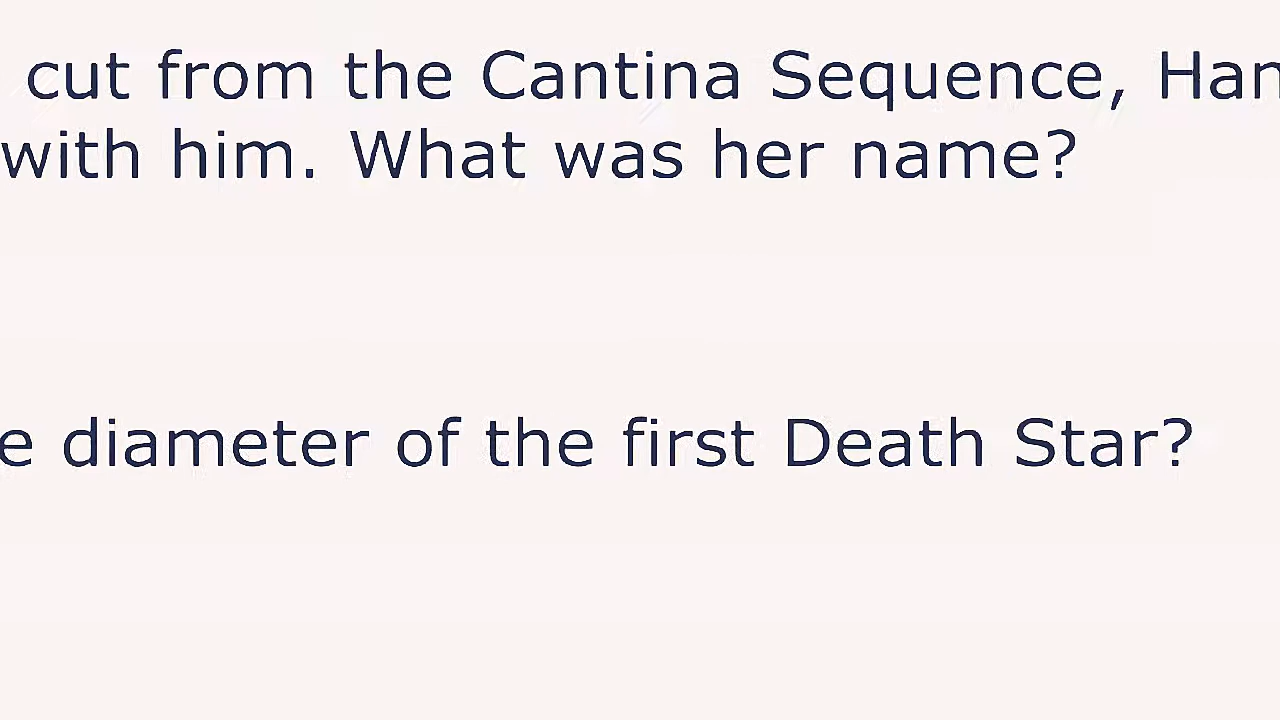 cut from the Cantina Sequence, Han
with him. What was her name?
e diameter of the first Death Star?